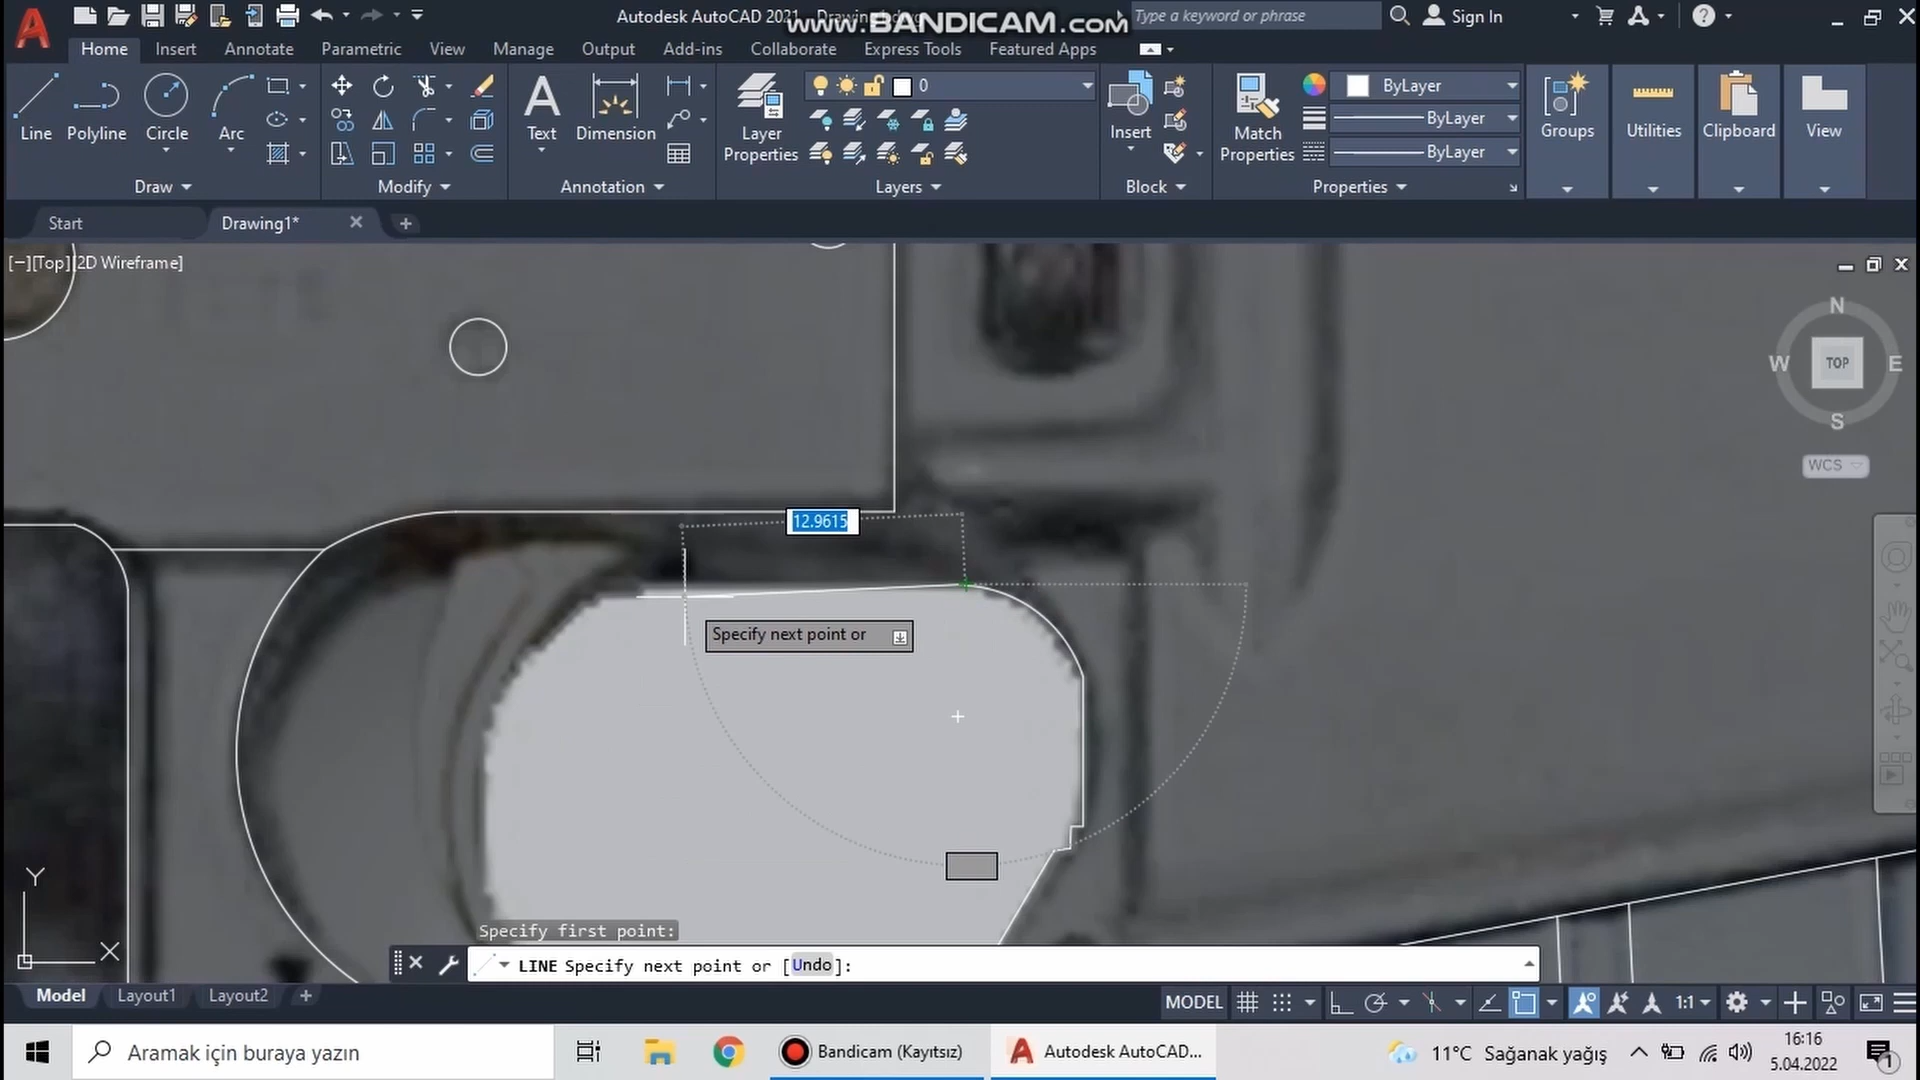 Autodesk AutoCAD 2021 Drawing1.dwg
www.BANDICAM.com
Type a keyword or phrase
Sign In
Home Insert Annotate Parametric View Manage Output Add-ins Collaborate Express Tools Featured Apps
Line Polyline Circle Arc
Text Dimension
Layer Properties
0
Insert
Match Properties
ByLayer
ByLayer
ByLayer
Groups Utilities Clipboard View
Draw Modify Annotation Layers Block Properties
Start Drawing1*
[−][Top][2D Wireframe]
N
W TOP E
S
WCS
12.9615
Specify next point or
Y
X
Specify first point:
LINE Specify next point or [Undo]:
Model Layout1 Layout2
MODEL 1:1
Aramak için buraya yazın
Bandicam (Kayıtsız)
Autodesk AutoCAD...
11°C Sağanak yağış
16:16
5.04.2022
1